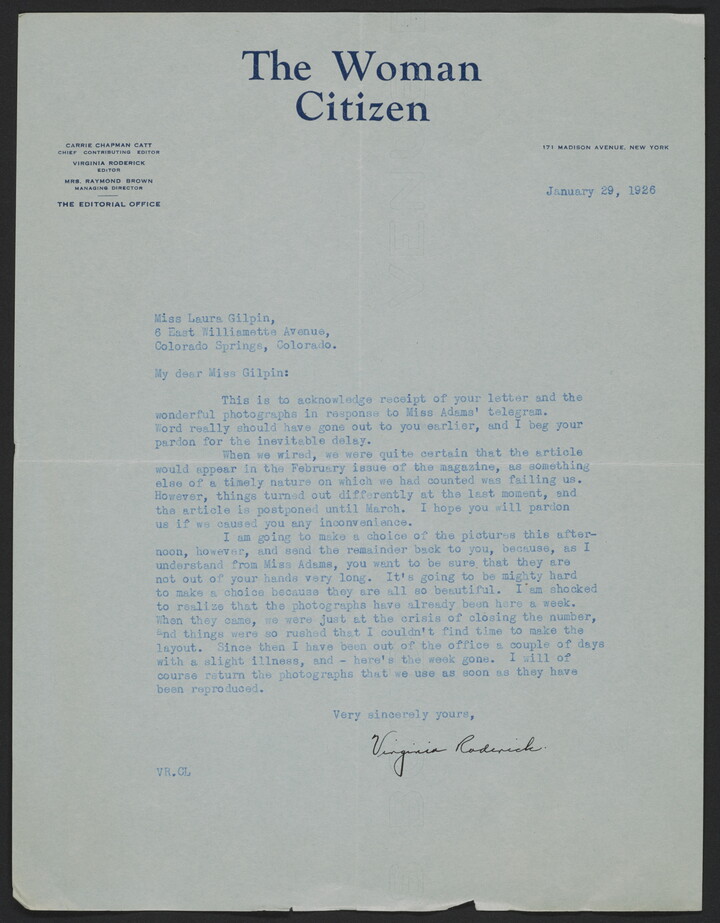 The Woman
Citizen
CARRIE CHAPMAN CATT
CHIEF CONTRIBUTING EDITOR
VIRGINIA RODERICK
EDITOR
MRS. RAYMOND BROWN
MANAGING DIRECTOR
THE EDITORIAL OFFICE
171 MADISON AVENUE, NEW YORK
January 29, 1926
Miss Laura Gilpin,
6 East Williamette Avenue,
Colorado Springs, Colorado.
My dear Miss Gilpin:
This is to acknowledge receipt of your letter and the
wonderful photographs in response to Miss Adams' telegram.
Word really should have gone out to you earlier, and I beg your
pardon for the inevitable delay.
When we wired, we were quite certain that the article
would appear in the February issue of the magazine, as something
else of a timely nature on which we had counted was failing us.
However, things turned out differently at the last moment, and
the article is postponed until March. I hope you will pardon
us if we caused you any inconvenience.
I am going to make a choice of the pictures this after-
noon, however, and send the remainder back to you, because, as I
understand from Miss Adams, you want to be sure that they are
not out of your hands very long. It's going to be mighty hard
to make a choice because they are all so beautiful. I am shocked
to realize that the photographs have already been here a week.
When they came, we were just at the crisis of closing the number,
and things were so rushed that I couldn't find time to make the
layout. Since then I have been out of the office a couple of days
with a slight illness, and - here's the week gone. I will of
course return the photographs that we use as soon as they have
been reproduced.
Very sincerely yours,
Virginia Roderick.
VR.CL